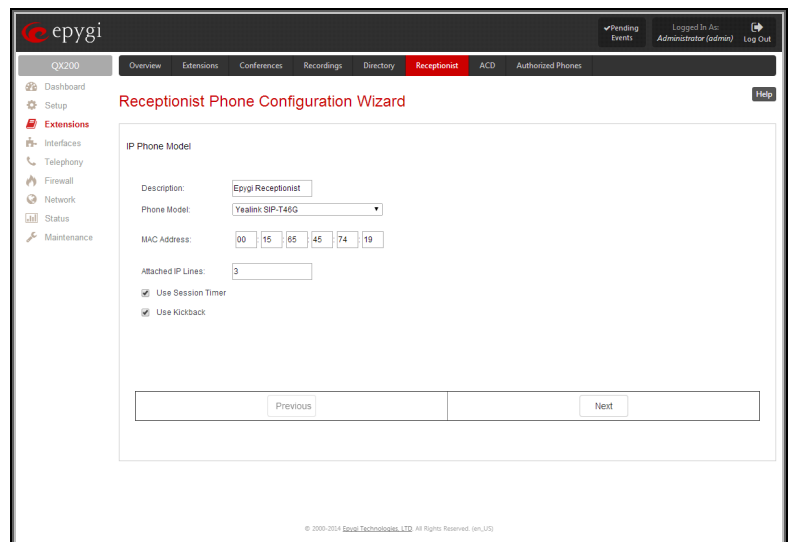 epygi
✔Pending Events
Logged In As:
Administrator (admin)
Log Out
QX200
Overview Extensions Conferences Recordings Directory Receptionist ACD Authorized Phones
Dashboard
Setup
Extensions
Interfaces
Telephony
Firewall
Network
Status
Maintenance
Receptionist Phone Configuration Wizard
Help
IP Phone Model
Description: Epygi Receptionist
Phone Model: Yealink SIP-T46G
MAC Address: 00 : 15 : 65 : 45 : 74 : 19
Attached IP Lines: 3
Use Session Timer
Use Kickback
Previous Next
© 2000-2014 Epygi Technologies, LTD. All Rights Reserved. (en_US)